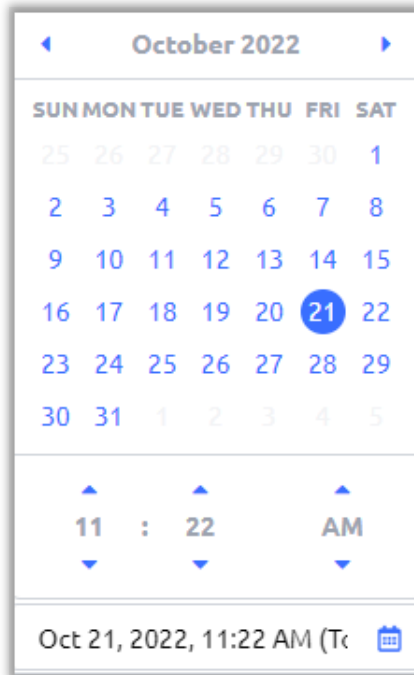 October 2022
SUN MON TUE WED THU FRI SAT
25 26 27 28 29 30 1
2 3 4 5 6 7 8
9 10 11 12 13 14 15
16 17 18 19 20 21 22
23 24 25 26 27 28 29
30 31 1 2 3 4 5
11 : 22 AM
Oct 21, 2022, 11:22 AM (To